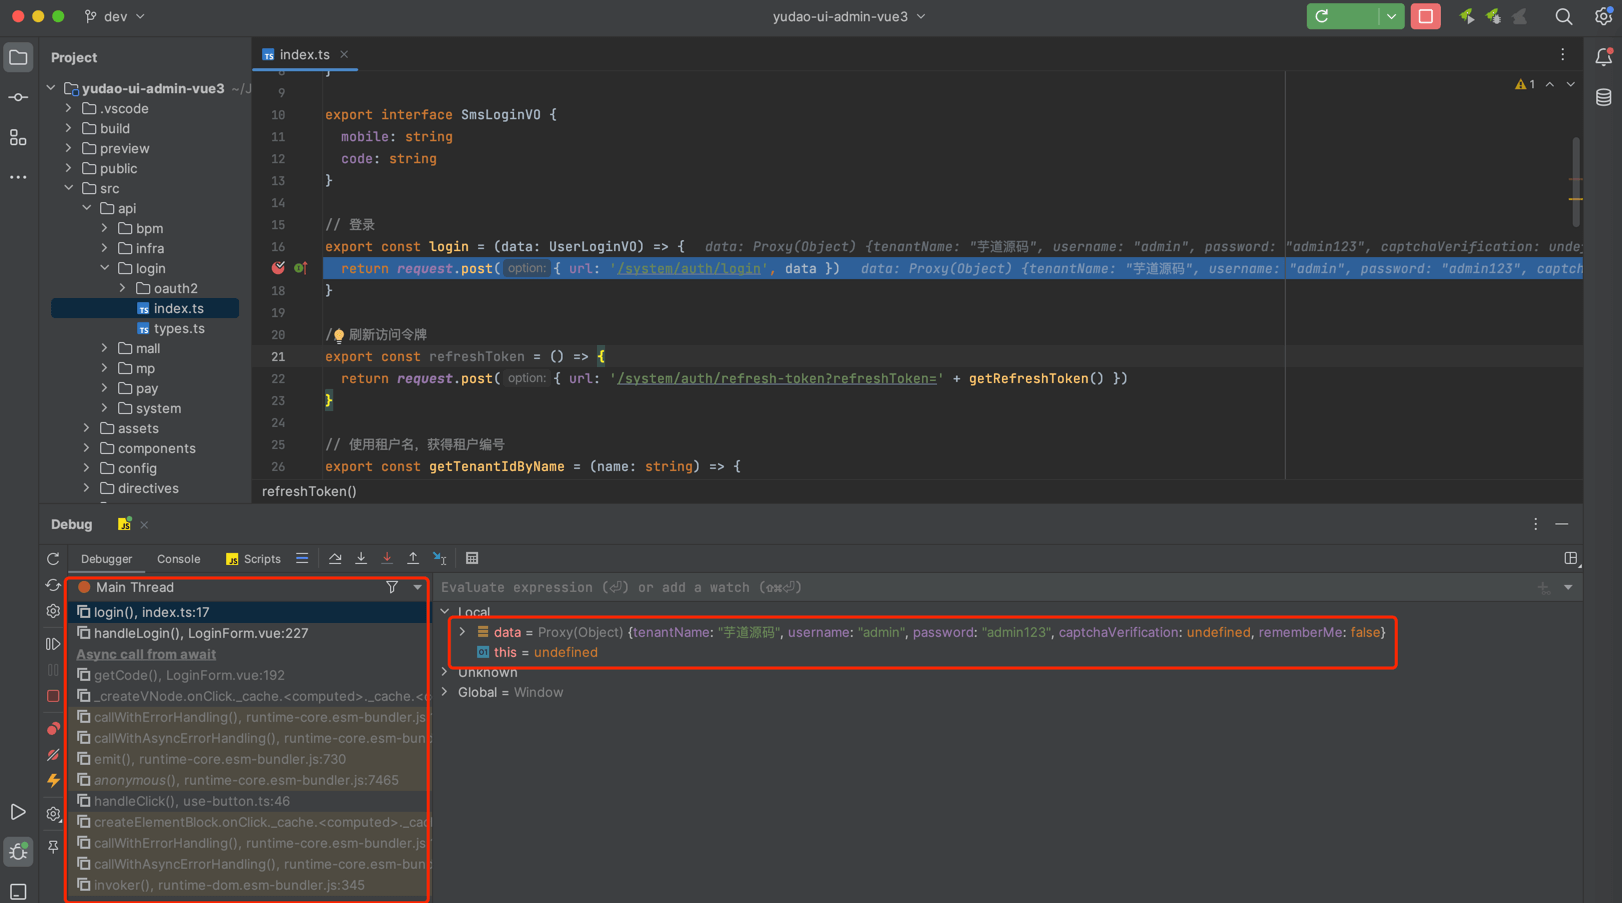 dev
yudao-ui-admin-vue3
Project
index.ts
yudao-ui-admin-vue3 ~/J
.vscode
build
preview
public
src
api
bpm
infra
login
oauth2
index.ts
types.ts
mall
mp
pay
system
assets
components
config
directives
1
9
10 export interface SmsLoginVO {
11 mobile: string
12 code: string
13 }
14
15 // 登录
16 export const login = (data: UserLoginVO) => { data: Proxy(Object) {tenantName: "芋道源码", username: "admin", password: "admin123", captchaVerification: unde
return request.post( option: { url: '/system/auth/login', data }) data: Proxy(Object) {tenantName: "芋道源码", username: "admin", password: "admin123", captc
18 }
19
20 / 刷新访问令牌
21 export const refreshToken = () => {
22 return request.post( option: { url: '/system/auth/refresh-token?refreshToken=' + getRefreshToken() })
23 }
24
25 // 使用租户名，获得租户编号
26 export const getTenantIdByName = (name: string) => {
refreshToken()
Debug
Debugger Console Scripts
Main Thread
login(), index.ts:17
handleLogin(), LoginForm.vue:227
Async call from await
getCode(), LoginForm.vue:192
_createVNode.onClick._cache.<computed>._cache.<c
callWithErrorHandling(), runtime-core.esm-bundler.js:
callWithAsyncErrorHandling(), runtime-core.esm-bund
emit(), runtime-core.esm-bundler.js:730
anonymous(), runtime-core.esm-bundler.js:7465
handleClick(), use-button.ts:46
createElementBlock.onClick._cache.<computed>._cac
callWithErrorHandling(), runtime-core.esm-bundler.js:
callWithAsyncErrorHandling(), runtime-core.esm-bund
invoker(), runtime-dom.esm-bundler.js:345
Evaluate expression (⏎) or add a watch (⇧⌘⏎)
Local
data = Proxy(Object) {tenantName: "芋道源码", username: "admin", password: "admin123", captchaVerification: undefined, rememberMe: false}
this = undefined
Unknown
Global = Window